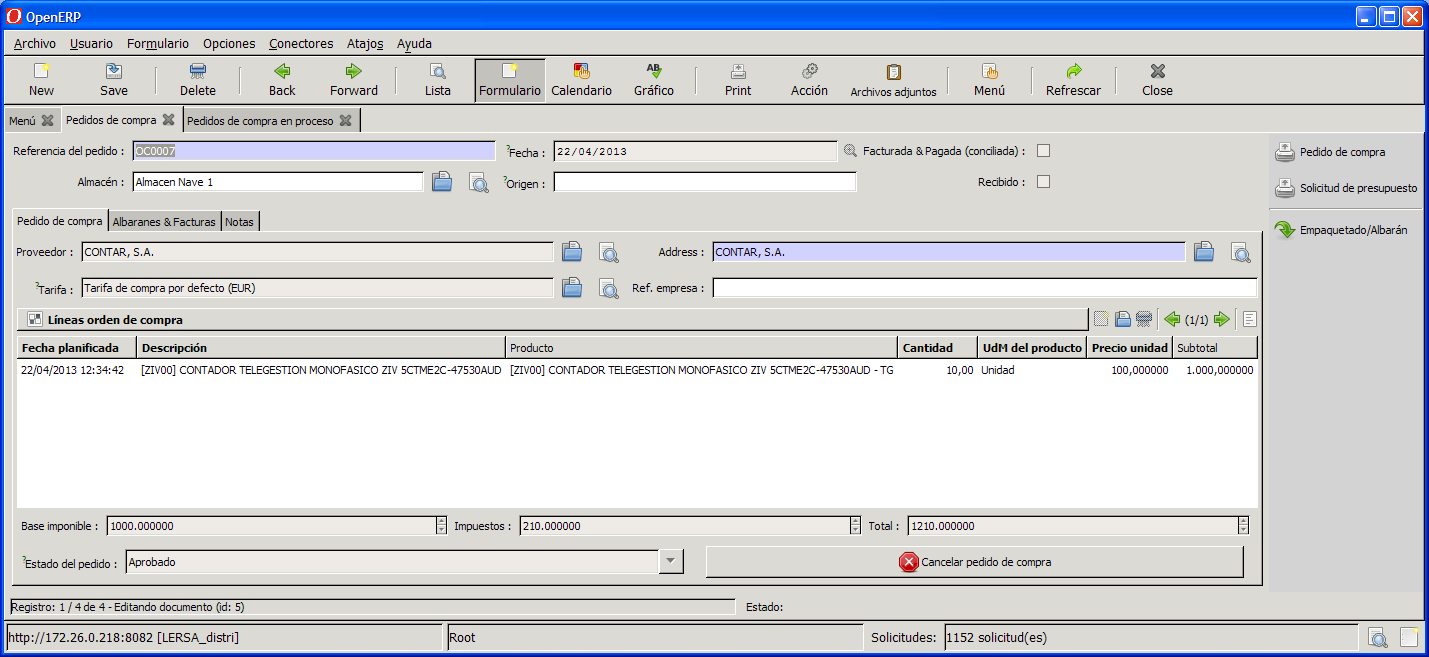 OpenERP
Archivo Usuario Formulario Opciones Conectores Atajos Ayuda
New Save Delete Back Forward Lista Formulario Calendario Gráfico Print Acción Archivos adjuntos Menú Refrescar Close
Menú Pedidos de compra Pedidos de compra en proceso
Referencia del pedido : OC0007 ?Fecha : 22/04/2013 Facturada & Pagada (conciliada) : Pedido de compra
Almacén : Almacen Nave 1 ?Origen : Recibido : Solicitud de presupuesto
Pedido de compra Albaranes & Facturas Notas Empaquetado/Albarán
Proveedor : CONTAR, S.A. Address : CONTAR, S.A.
?Tarifa : Tarifa de compra por defecto (EUR) Ref. empresa :
Líneas orden de compra (1/1)
Fecha planificada Descripción Producto Cantidad UdM del producto Precio unidad Subtotal
22/04/2013 12:34:42 [ZIV00] CONTADOR TELEGESTION MONOFASICO ZIV 5CTME2C-47530AUD [ZIV00] CONTADOR TELEGESTION MONOFASICO ZIV 5CTME2C-47530AUD - TG 10,00 Unidad 100,000000 1.000,000000
Base imponible : 1000.000000 Impuestos : 210.000000 Total : 1210.000000
?Estado del pedido : Aprobado Cancelar pedido de compra
Registro: 1 / 4 de 4 - Editando documento (id: 5) Estado:
http://172.26.0.218:8082 [LERSA_distri] Root Solicitudes: 1152 solicitud(es)